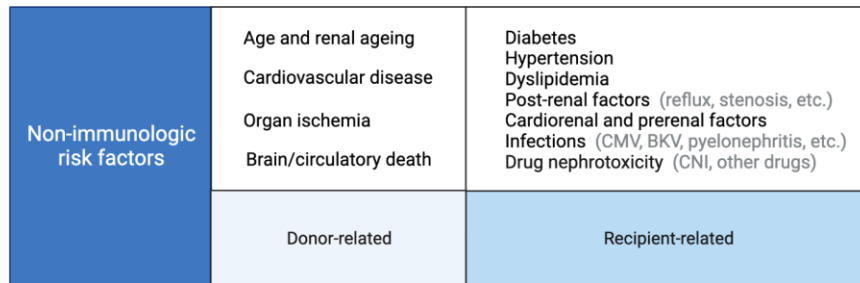 Non-immunologic
risk factors
Age and renal ageing
Cardiovascular disease
Organ ischemia
Brain/circulatory death
Donor-related
Diabetes
Hypertension
Dyslipidemia
Post-renal factors (reflux, stenosis, etc.)
Cardiorenal and prerenal factors
Infections (CMV, BKV, pyelonephritis, etc.)
Drug nephrotoxicity (CNI, other drugs)
Recipient-related